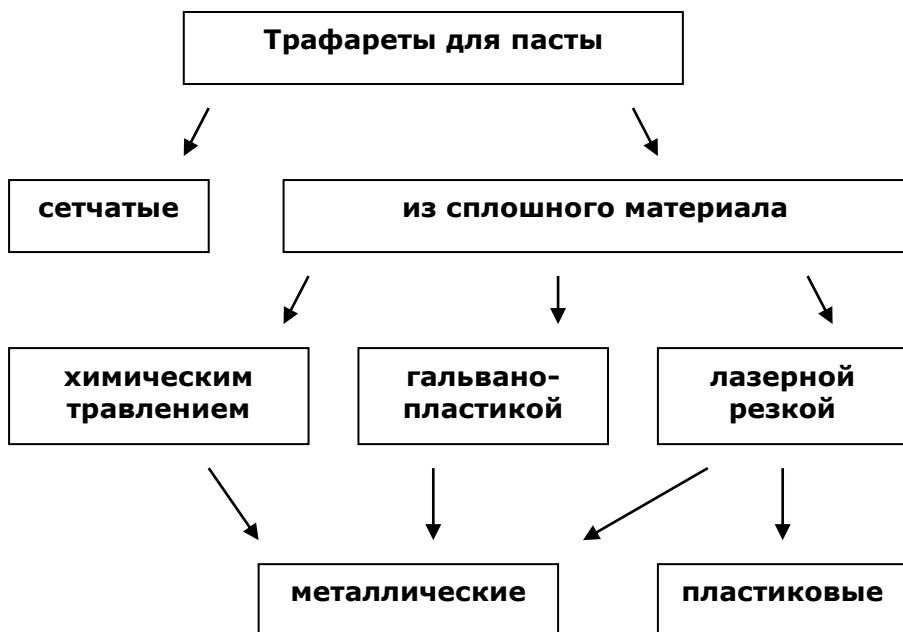 Трафареты для пасты
сетчатые
из сплошного материала
химическим
травлением
гальвано-
пластикой
лазерной
резкой
металлические
пластиковые